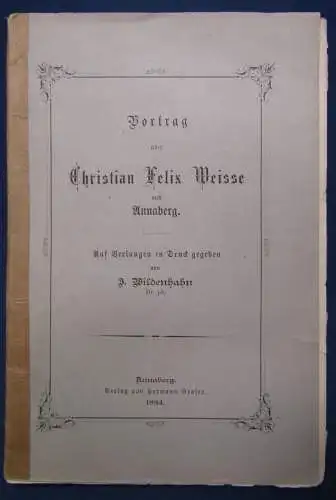 Vortrag
über
Christian Felix Weisse
aus
Annaberg.
Auf Verlangen in Druck gegeben
von
J. Wildenhahn
Annaberg.
Verlag von Hermann Graser.
1894.